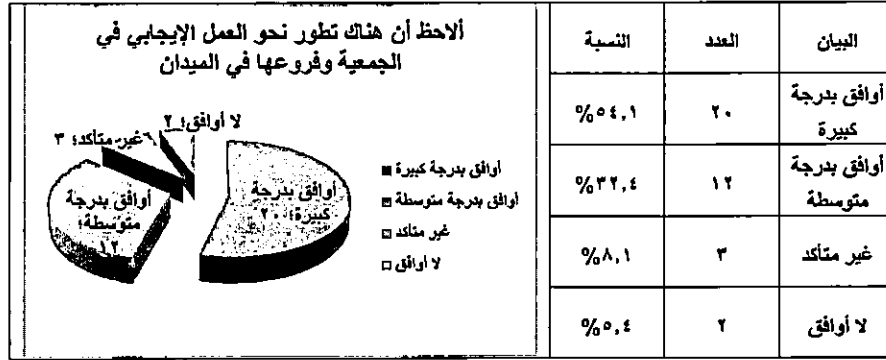 ألاحظ أن هناك تطور نحو العمل الإيجابي في
الجمعية وفروعها في الميدان
لا أوافق؛ ٢
غير متأكد؛ ٣
أوافق بدرجة
متوسطة؛
١٢
أوافق بدرجة
كبيرة؛ ٢٠
أوافق بدرجة كبيرة
أوافق بدرجة متوسطة
غير متأكد
لا أوافق
البيان العدد النسبة
أوافق بدرجة
كبيرة ٢٠ %٥٤,١
أوافق بدرجة
متوسطة ١٢ %٣٢,٤
غير متأكد ٣ %٨,١
لا أوافق ٢ %٥,٤